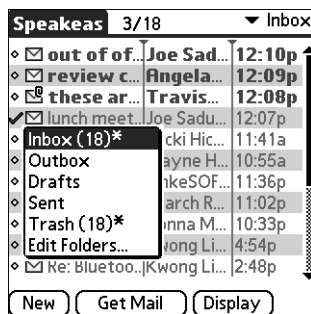 Speakeas 3/18 Inbox
out of of... Joe Sad... 12:10p
review c... Angela... 12:09p
these ar... Travis... 12:08p
lunch meet... Joe Sadu... 12:07p
Inbox (18)* cki Hic... 11:41a
Outbox ayne H... 10:55a
Drafts nkeSOF... 11:36p
Sent arch R... 11:02p
Trash (18)* onna M... 10:33p
Edit Folders... wong Li... 4:54p
Re: Bluetoo.. Kwong Li... 2:48p
New Get Mail Display